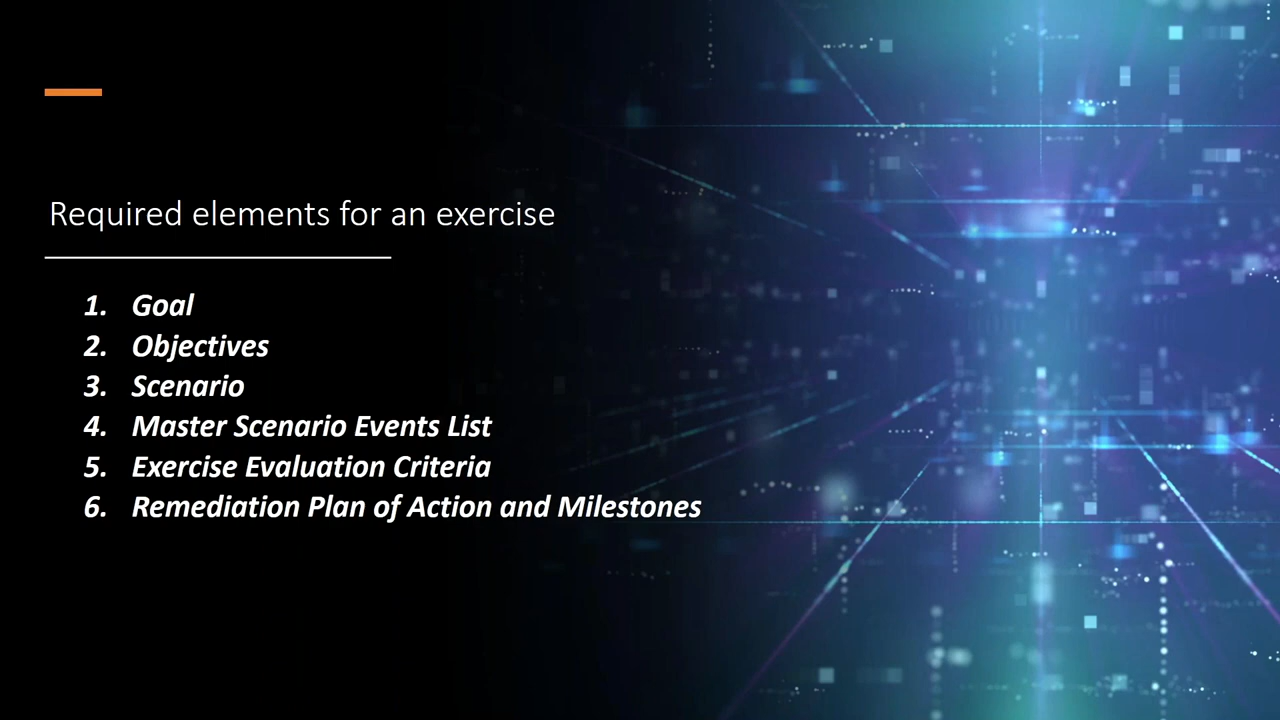 Required elements for an exercise
1. Goal
2. Objectives
3. Scenario
4. Master Scenario Events List
5. Exercise Evaluation Criteria
6. Remediation Plan of Action and Milestones